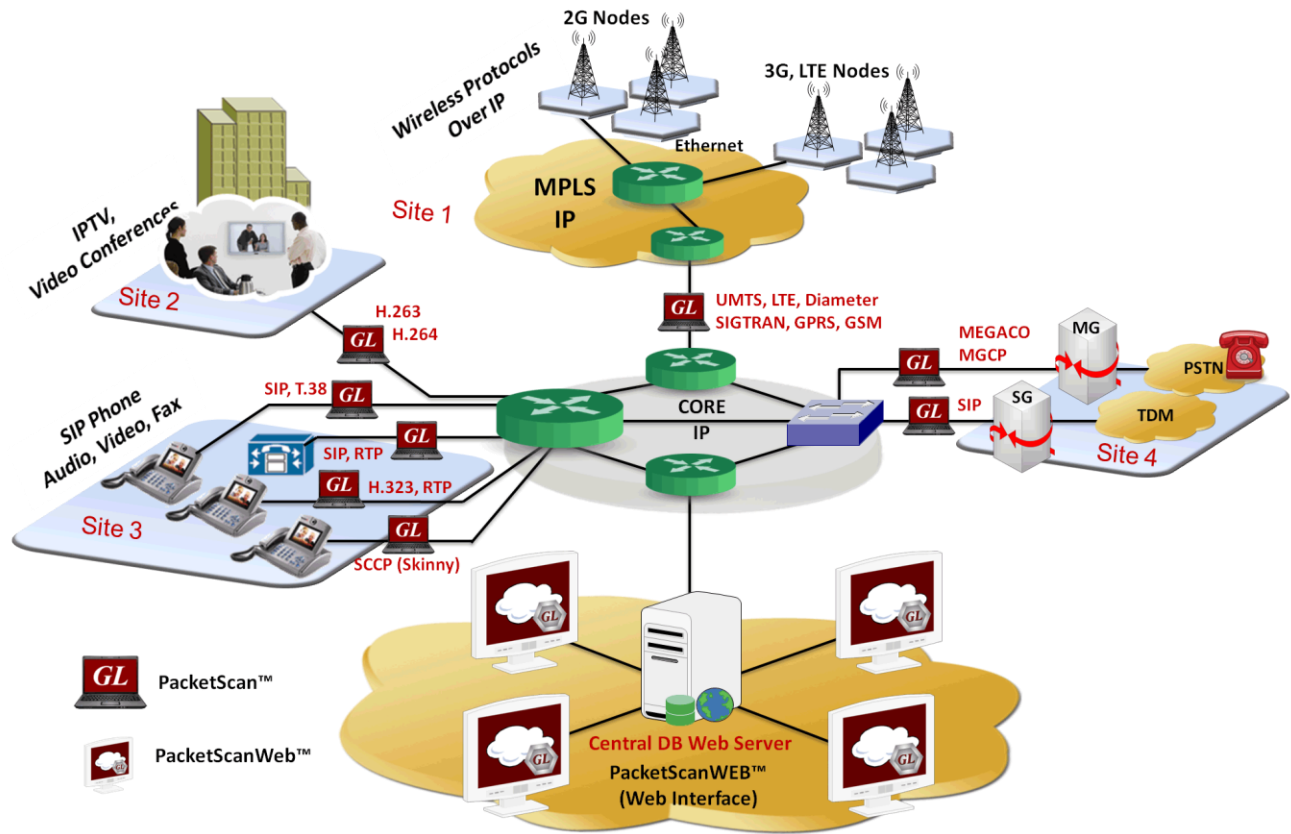 2G Nodes
3G, LTE Nodes
Wireless Protocols
Over IP
Ethernet
MPLS
IP
Site 1
IPTV,
Video Conferences
Site 2
GL
UMTS, LTE, Diameter
SIGTRAN, GPRS, GSM
H.263
H.264
GL
MEGACO
MGCP
GL
MG
PSTN
SIP, T.38
GL
CORE
IP
GL
SIP
SG
TDM
Site 4
SIP Phone
Audio, Video, Fax
SIP, RTP
GL
GL
H.323, RTP
Site 3
GL
SCCP (Skinny)
GL
GL
GL
PacketScan™
GL
PacketScanWeb™
GL
GL
Central DB Web Server
PacketScanWEB™
(Web Interface)